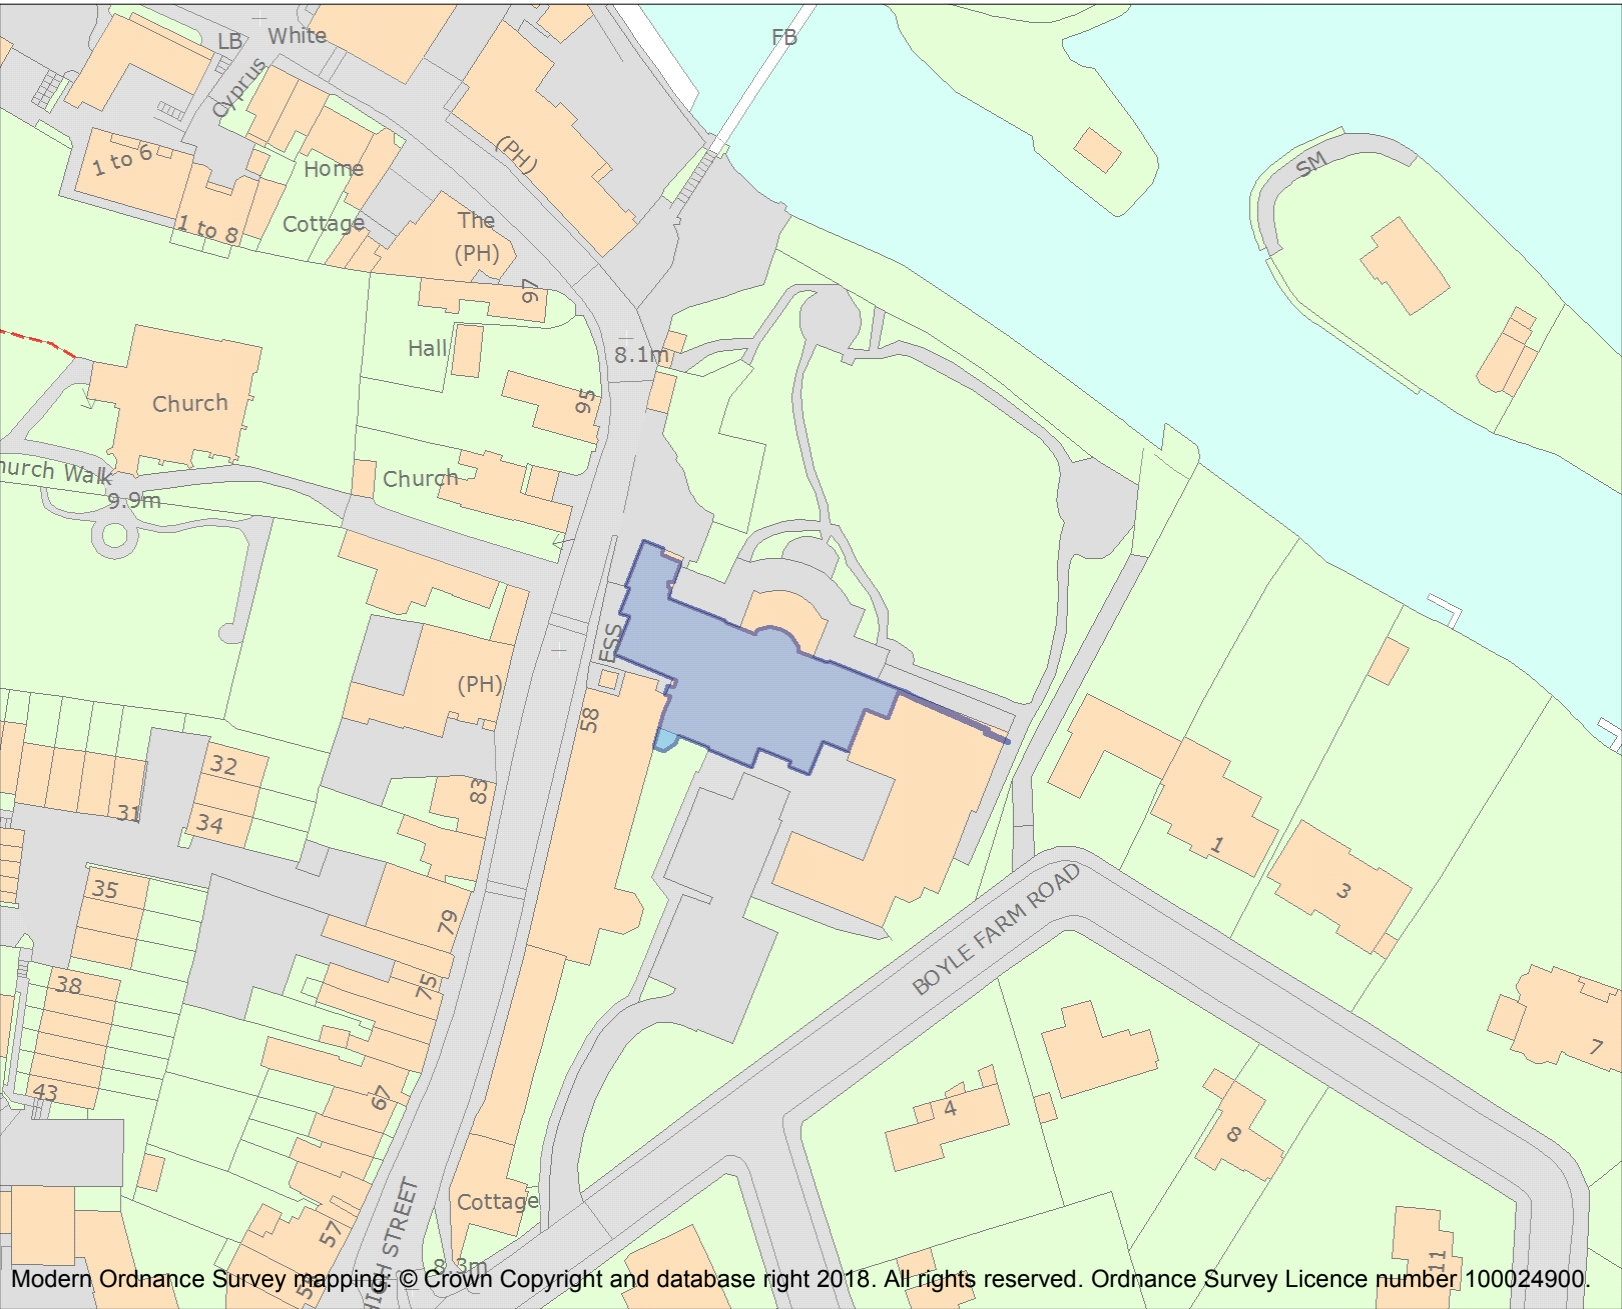 FB
LB
White
Cyprus
SM
(PH)
1 to 6
Home
Cottage
1 to 8
The
(PH)
97
Hall
8.1m
95
Church
Church
hurch Walk
9.9m
ESS
(PH)
58
32
83
31
34
35
79
1
3
BOYLE FARM ROAD
75
38
7
67
43
4
8
Cottage
HIGH STREET
57
11
8.3m
Modern Ordnance Survey mapping: © Crown Copyright and database right 2018. All rights reserved. Ordnance Survey Licence number 100024900.